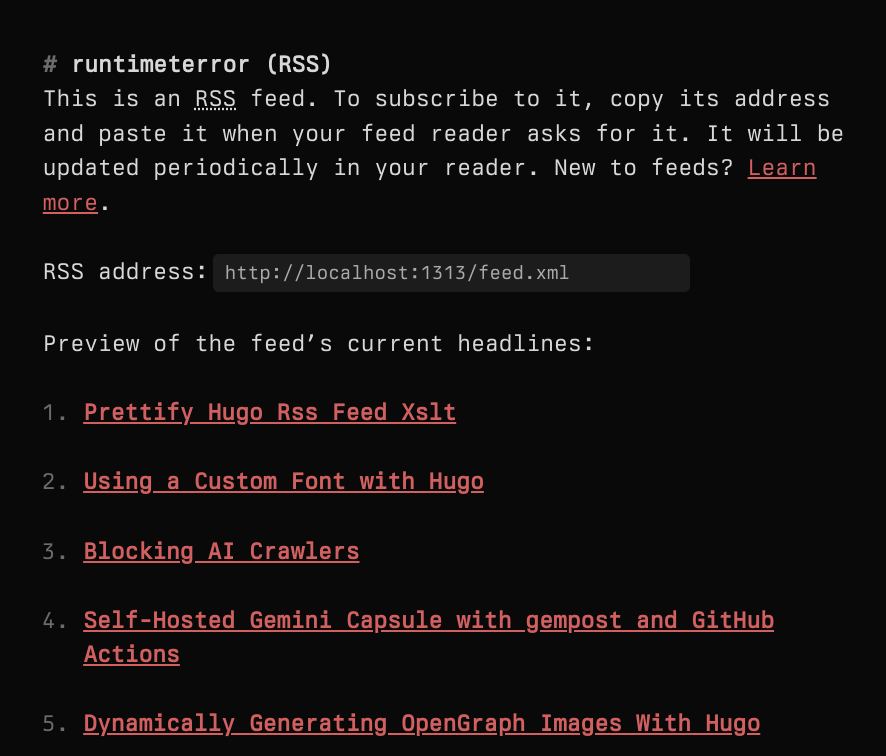 # runtimeterror (RSS)
This is an RSS feed. To subscribe to it, copy its address
and paste it when your feed reader asks for it. It will be
updated periodically in your reader. New to feeds? Learn
more.
RSS address: http://localhost:1313/feed.xml
Preview of the feed’s current headlines:
1. Prettify Hugo Rss Feed Xslt
2. Using a Custom Font with Hugo
3. Blocking AI Crawlers
4. Self-Hosted Gemini Capsule with gempost and GitHub
Actions
5. Dynamically Generating OpenGraph Images With Hugo